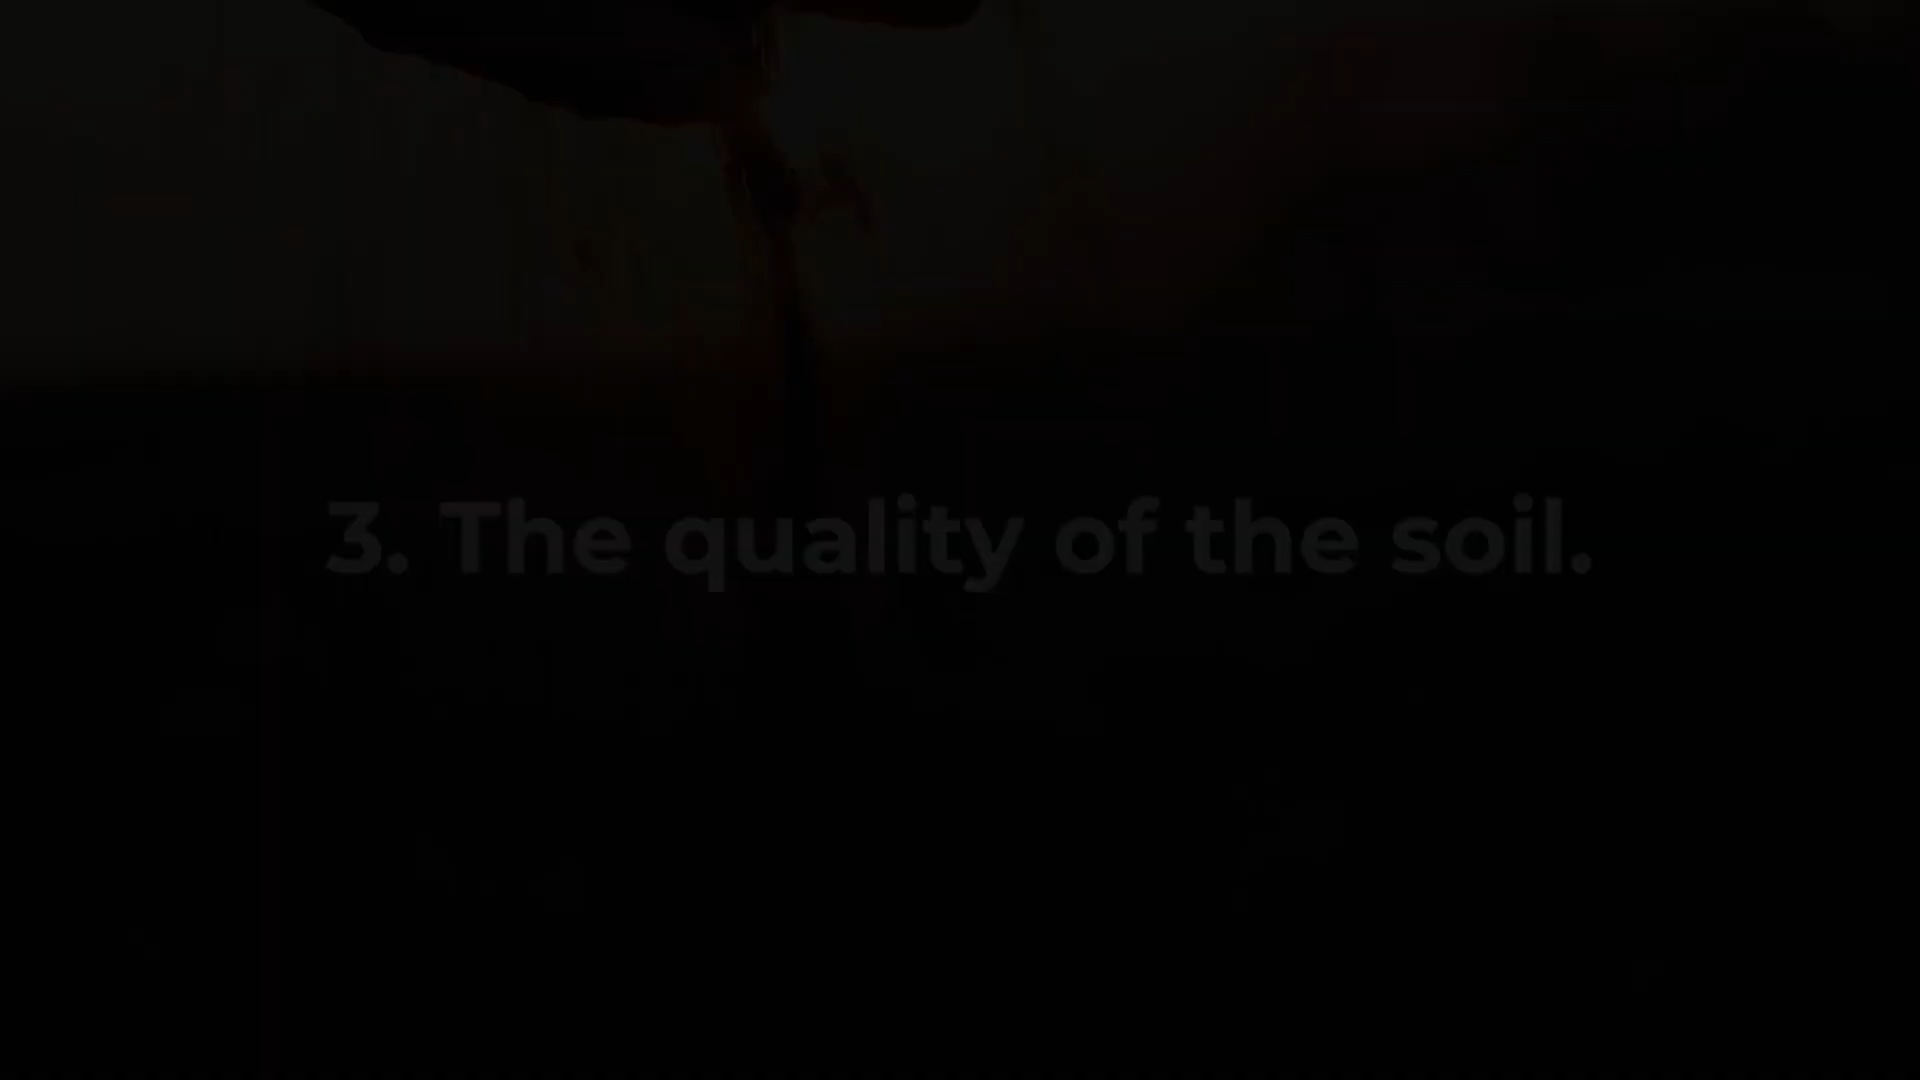 3. The quality of the soil.